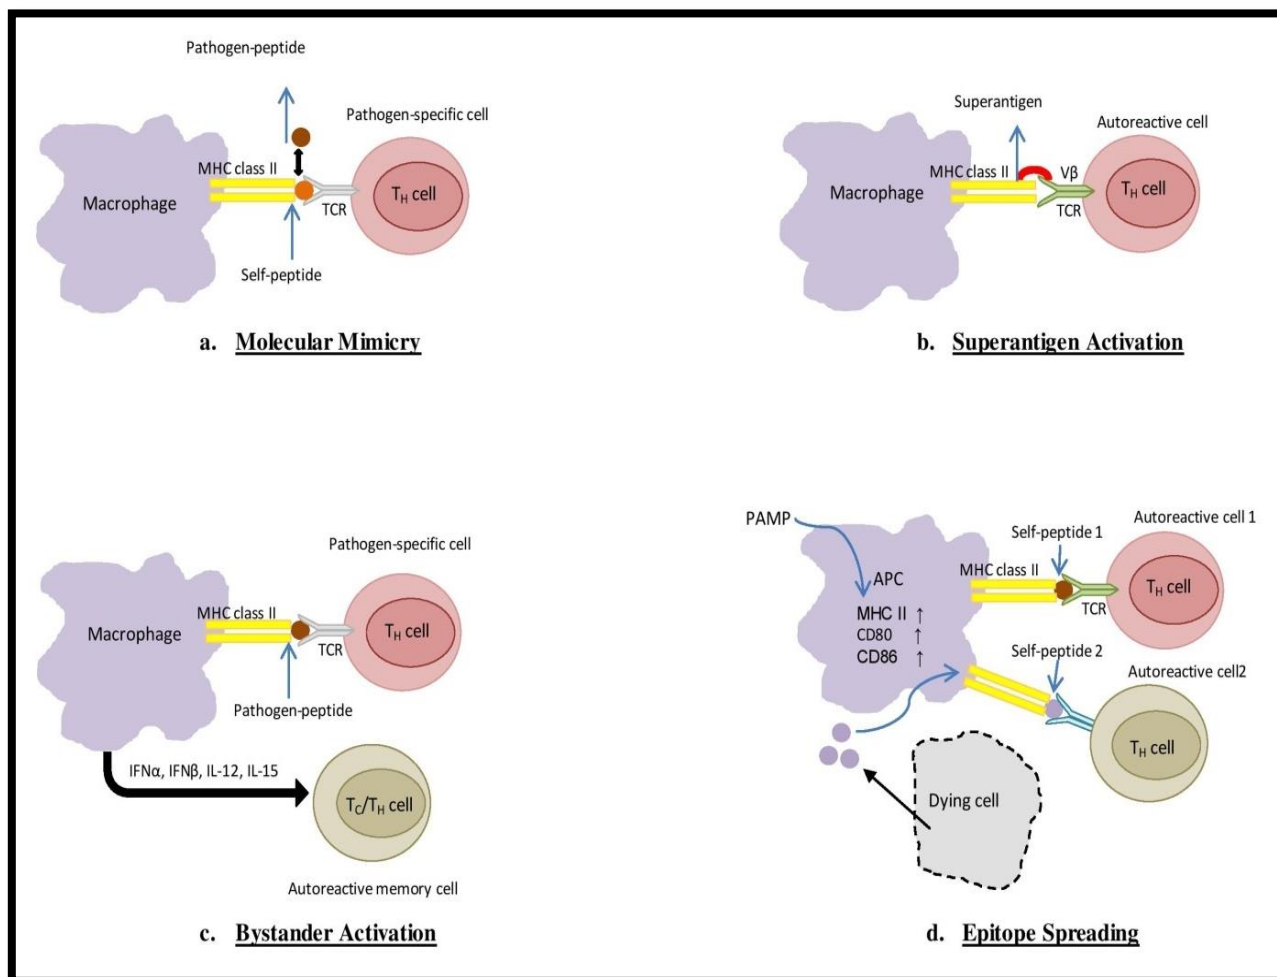 Pathogen-peptide
Pathogen-specific cell
MHC class II
Macrophage
TH cell
TCR
Self-peptide
a. Molecular Mimicry
Superantigen
Autoreactive cell
MHC class II
Vβ
Macrophage
TH cell
TCR
b. Superantigen Activation
Pathogen-specific cell
MHC class II
Macrophage
TH cell
TCR
Pathogen-peptide
IFNα, IFNβ, IL-12, IL-15
TC/TH cell
Autoreactive memory cell
c. Bystander Activation
PAMP
Autoreactive cell 1
Self-peptide 1
APC
MHC class II
TH cell
MHC II ↑
TCR
CD80 ↑
CD86 ↑
Self-peptide 2
Autoreactive cell2
TH cell
Dying cell
d. Epitope Spreading